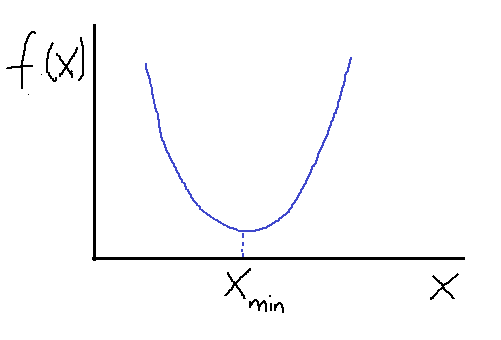 f(x)
x_min
x